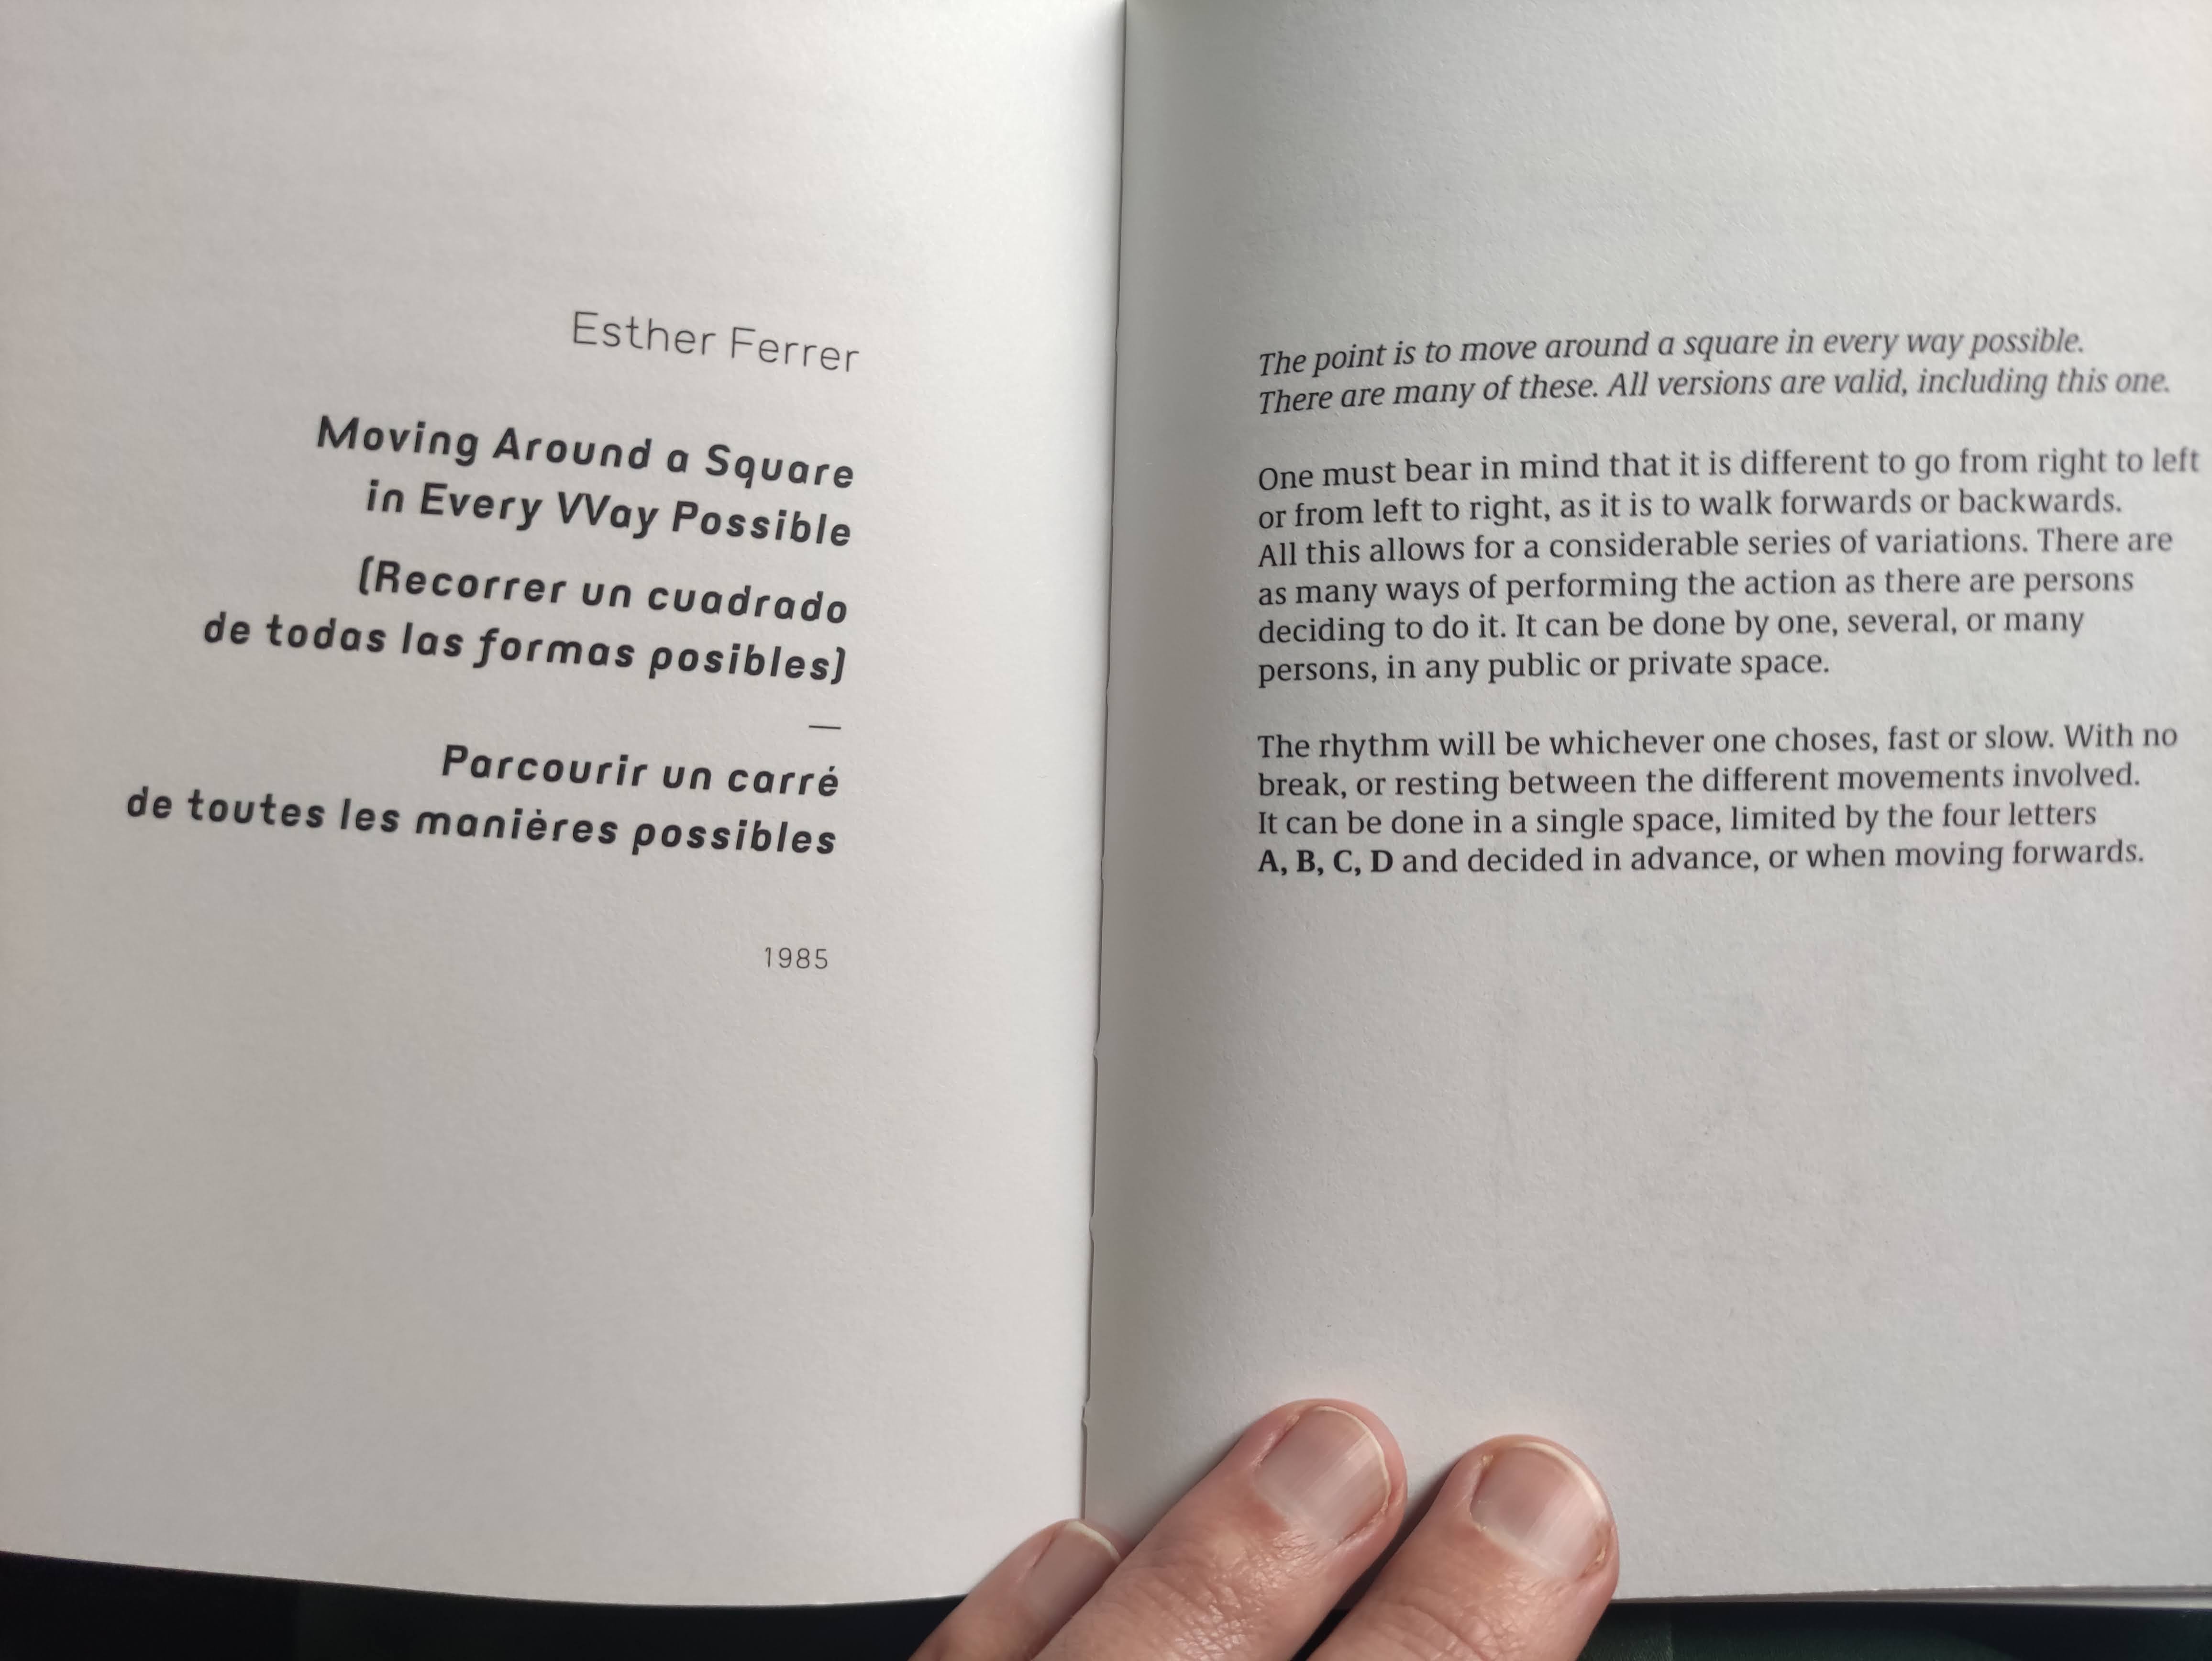 Esther Ferrer
Moving Around a Square
in Every Way Possible
(Recorrer un cuadrado
de todas las formas posibles)
—
Parcourir un carré
de toutes les manières possibles
1985
The point is to move around a square in every way possible.
There are many of these. All versions are valid, including this one.
One must bear in mind that it is different to go from right to left
or from left to right, as it is to walk forwards or backwards.
All this allows for a considerable series of variations. There are
as many ways of performing the action as there are persons
deciding to do it. It can be done by one, several, or many
persons, in any public or private space.
The rhythm will be whichever one choses, fast or slow. With no
break, or resting between the different movements involved.
It can be done in a single space, limited by the four letters
A, B, C, D and decided in advance, or when moving forwards.